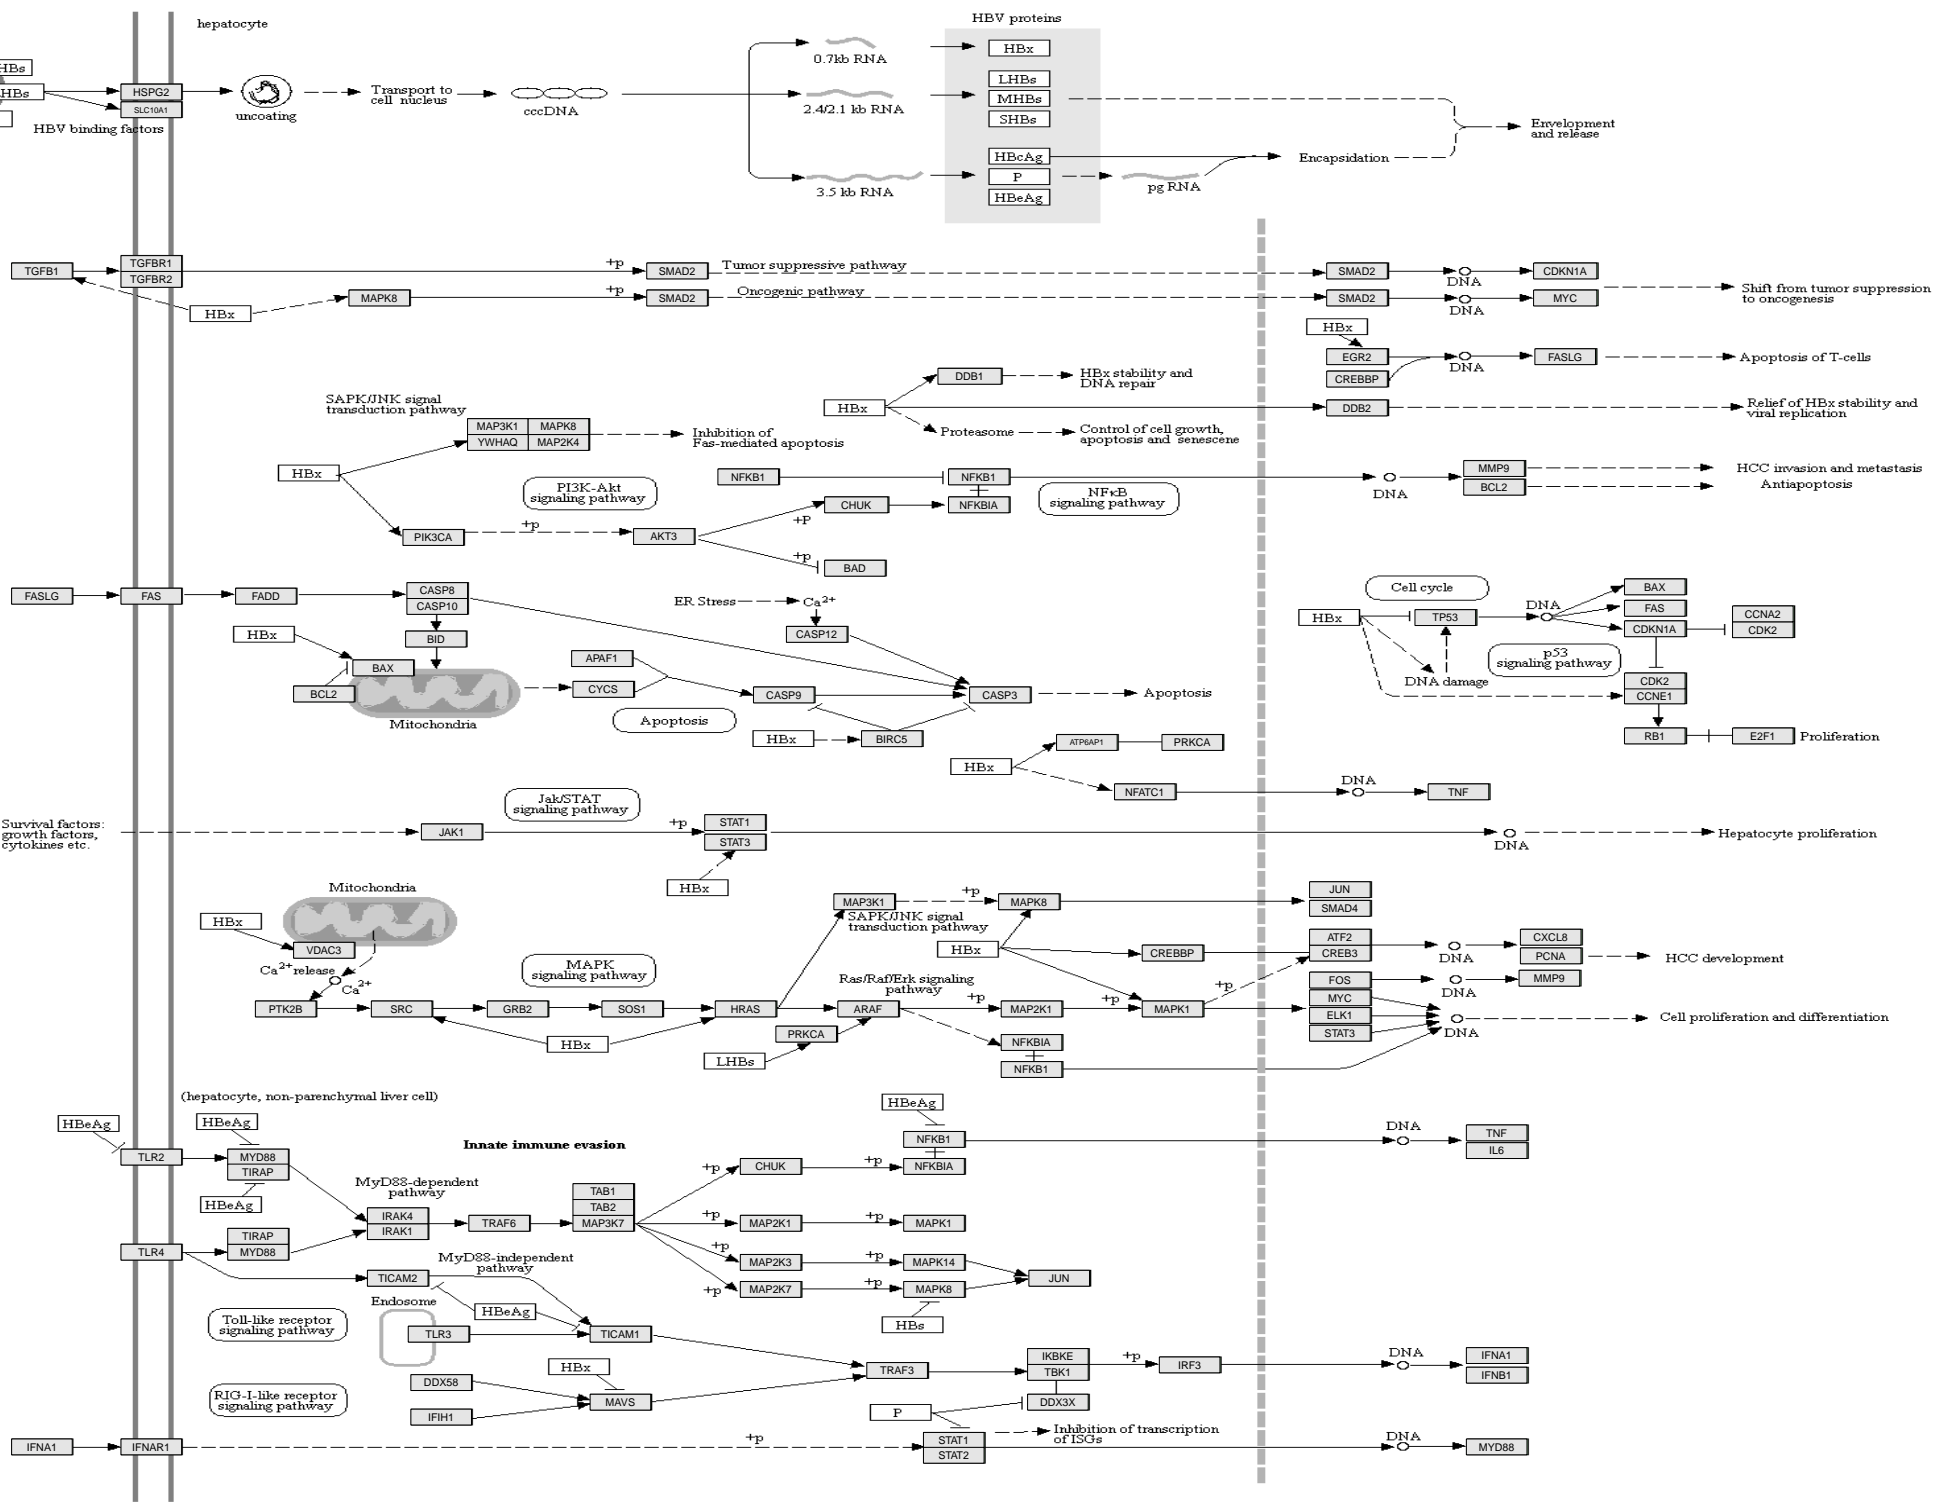 hepatocyte
HBV proteins
HBs
HBs
HSPG2
SLC10A1
HBV binding factors
uncoating
Transport to
cell nucleus
cccDNA
0.7kb RNA
2.4/2.1 kb RNA
3.5 kb RNA
HBx
LHBs
MHBs
SHBs
HBcAg
P
HBeAg
pg RNA
Encapsidation
Envelopment
and release
TGFB1
TGFBR1
TGFBR2
+p
SMAD2
Tumor suppressive pathway
SMAD2
DNA
CDKN1A
HBx
MAPK8
+p
SMAD2
Oncogenic pathway
SMAD2
DNA
MYC
Shift from tumor suppression
to oncogenesis
HBx
EGR2
CREBBP
DNA
FASLG
Apoptosis of T-cells
HBx
DDB1
HBx stability and
DNA repair
DDB2
Relief of HBx stability and
viral replication
Proteasome
Control of cell growth,
apoptosis and senescene
SAPK/JNK signal
transduction pathway
MAP3K1
MAPK8
YWHAQ
MAP2K4
Inhibition of
Fas-mediated apoptosis
HBx
PI3K-Akt
signaling pathway
PIK3CA
+p
AKT3
+p
+p
CHUK
BAD
NFKB1
NFKB1
NFKBIA
NFκB
signaling pathway
DNA
MMP9
BCL2
HCC invasion and metastasis
Antiapoptosis
FASLG
FAS
FADD
CASP8
CASP10
BID
HBx
BAX
BCL2
Mitochondria
ER Stress
Ca2+
CASP12
APAF1
CYCS
CASP9
CASP3
Apoptosis
Apoptosis
HBx
BIRC5
Cell cycle
HBx
TP53
DNA
BAX
FAS
CDKN1A
CCNA2
CDK2
p53
signaling pathway
DNA damage
CDK2
CCNE1
RB1
E2F1
Proliferation
HBx
ATP6AP1
PRKCA
NFATC1
DNA
TNF
Survival factors:
growth factors,
cytokines etc.
Jak/STAT
signaling pathway
JAK1
+p
STAT1
STAT3
HBx
DNA
Hepatocyte proliferation
Mitochondria
HBx
VDAC3
Ca2+ release
Ca2+
MAPK
signaling pathway
PTK2B
SRC
GRB2
SOS1
HRAS
HBx
MAP3K1
+p
MAPK8
SAPK/JNK signal
transduction pathway
HBx
CREBBP
Ras/Raf/Erk signaling
pathway
ARAF
+p
MAP2K1
+p
MAPK1
+p
PRKCA
LHBs
NFKBIA
NFKB1
JUN
SMAD4
ATF2
CREB3
FOS
MYC
ELK1
STAT3
DNA
CXCL8
PCNA
HCC development
DNA
MMP9
DNA
Cell proliferation and differentiation
(hepatocyte, non-parenchymal liver cell)
HBeAg
HBeAg
TLR2
MYD88
TIRAP
HBeAg
Innate immune evasion
MyD88-dependent
pathway
IRAK4
IRAK1
TRAF6
TAB1
TAB2
MAP3K7
TLR4
TIRAP
MYD88
MyD88-independent
pathway
TICAM2
HBeAg
Endosome
TLR3
TICAM1
Toll-like receptor
signaling pathway
HBeAg
+p
CHUK
+p
NFKB1
NFKBIA
DNA
TNF
IL6
+p
MAP2K1
+p
MAPK1
+p
MAP2K3
+p
MAPK14
+p
MAP2K7
+p
MAPK8
JUN
HBs
HBx
DDX58
IFIH1
MAVS
RIG-I-like receptor
signaling pathway
TRAF3
IKBKE
TBK1
DDX3X
+p
IRF3
DNA
IFNA1
IFNB1
P
Inhibition of transcription
of ISGs
IFNA1
IFNAR1
+p
STAT1
STAT2
DNA
MYD88